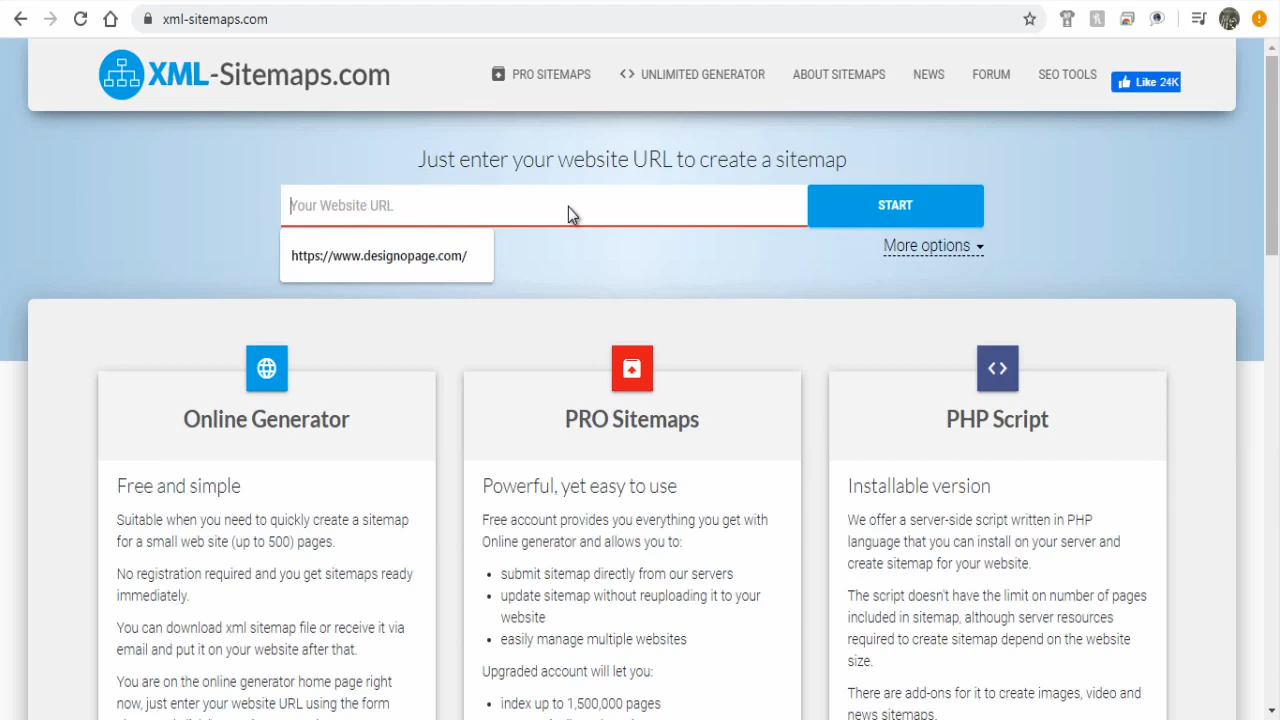 xml-sitemaps.com
XML-Sitemaps.com
PRO SITEMAPS
UNLIMITED GENERATOR
ABOUT SITEMAPS
NEWS
FORUM
SEO TOOLS
Like 24K
Just enter your website URL to create a sitemap
Your Website URL
START
https://www.designopage.com/
More options
Online Generator
Free and simple
Suitable when you need to quickly create a sitemap
for a small web site (up to 500) pages.
No registration required and you get sitemaps ready
immediately.
You can download xml sitemap file or receive it via
email and put it on your website after that.
You are on the online generator home page right
now, just enter your website URL using the form
PRO Sitemaps
Powerful, yet easy to use
Free account provides you everything you get with
Online generator and allows you to:
• submit sitemap directly from our servers
• update sitemap without reuploading it to your
website
• easily manage multiple websites
Upgraded account will let you:
• index up to 1,500,000 pages
PHP Script
Installable version
We offer a server-side script written in PHP
language that you can install on your server and
create sitemap for your website.
The script doesn't have the limit on number of pages
included in sitemap, although server resources
required to create sitemap depend on the website
size.
There are add-ons for it to create images, video and
news sitemaps.